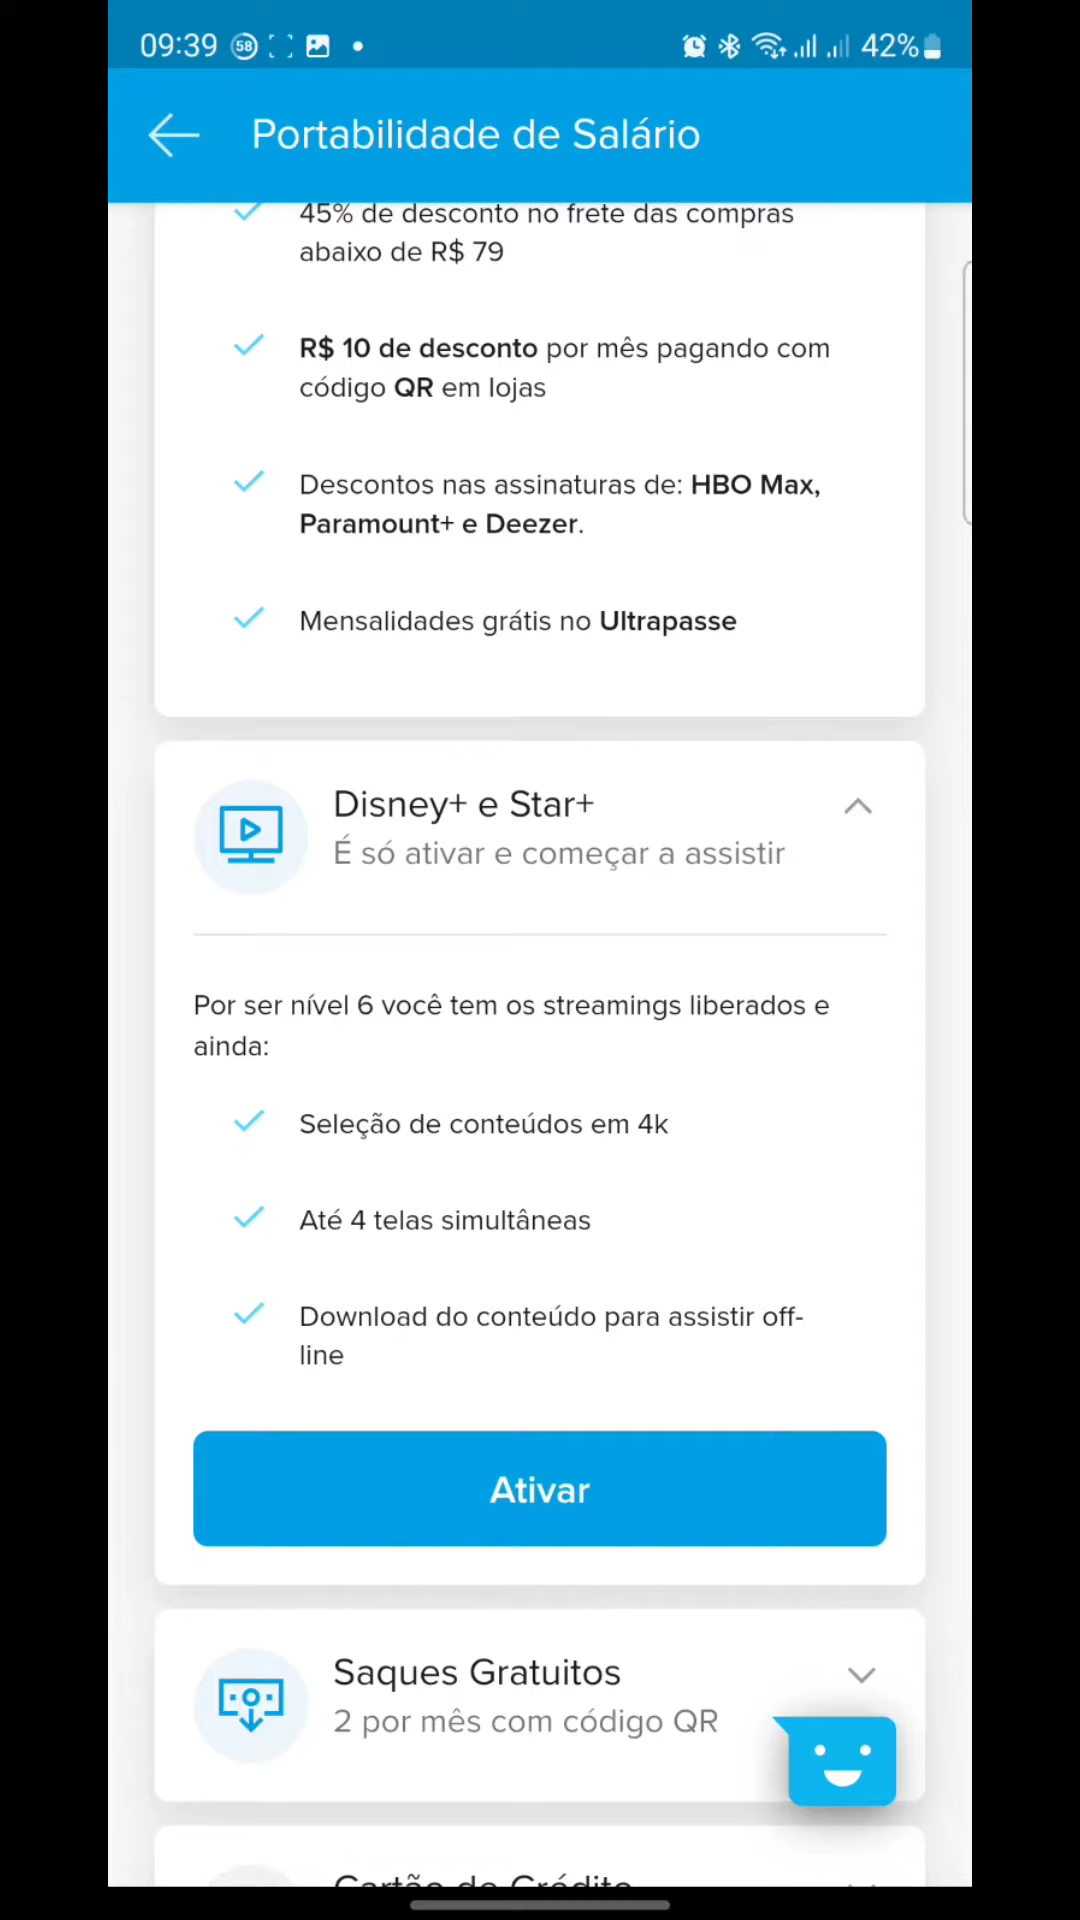 09:39 58 42%
Portabilidade de Salário
45% de desconto no frete das compras
abaixo de R$ 79
R$ 10 de desconto por mês pagando com
código QR em lojas
Descontos nas assinaturas de: HBO Max,
Paramount+ e Deezer.
Mensalidades grátis no Ultrapasse
Disney+ e Star+
É só ativar e começar a assistir
Por ser nível 6 você tem os streamings liberados e
ainda:
Seleção de conteúdos em 4k
Até 4 telas simultâneas
Download do conteúdo para assistir off-
line
Ativar
Saques Gratuitos
2 por mês com código QR
Cartão de Crédito